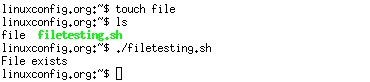 linuxconfig.org:~$ touch file
linuxconfig.org:~$ ls
file  filetesting.sh
linuxconfig.org:~$ ./filetesting.sh
File exists
linuxconfig.org:~$